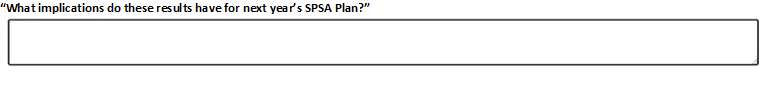 “What implications do these results have for next year’s SPSA Plan?”